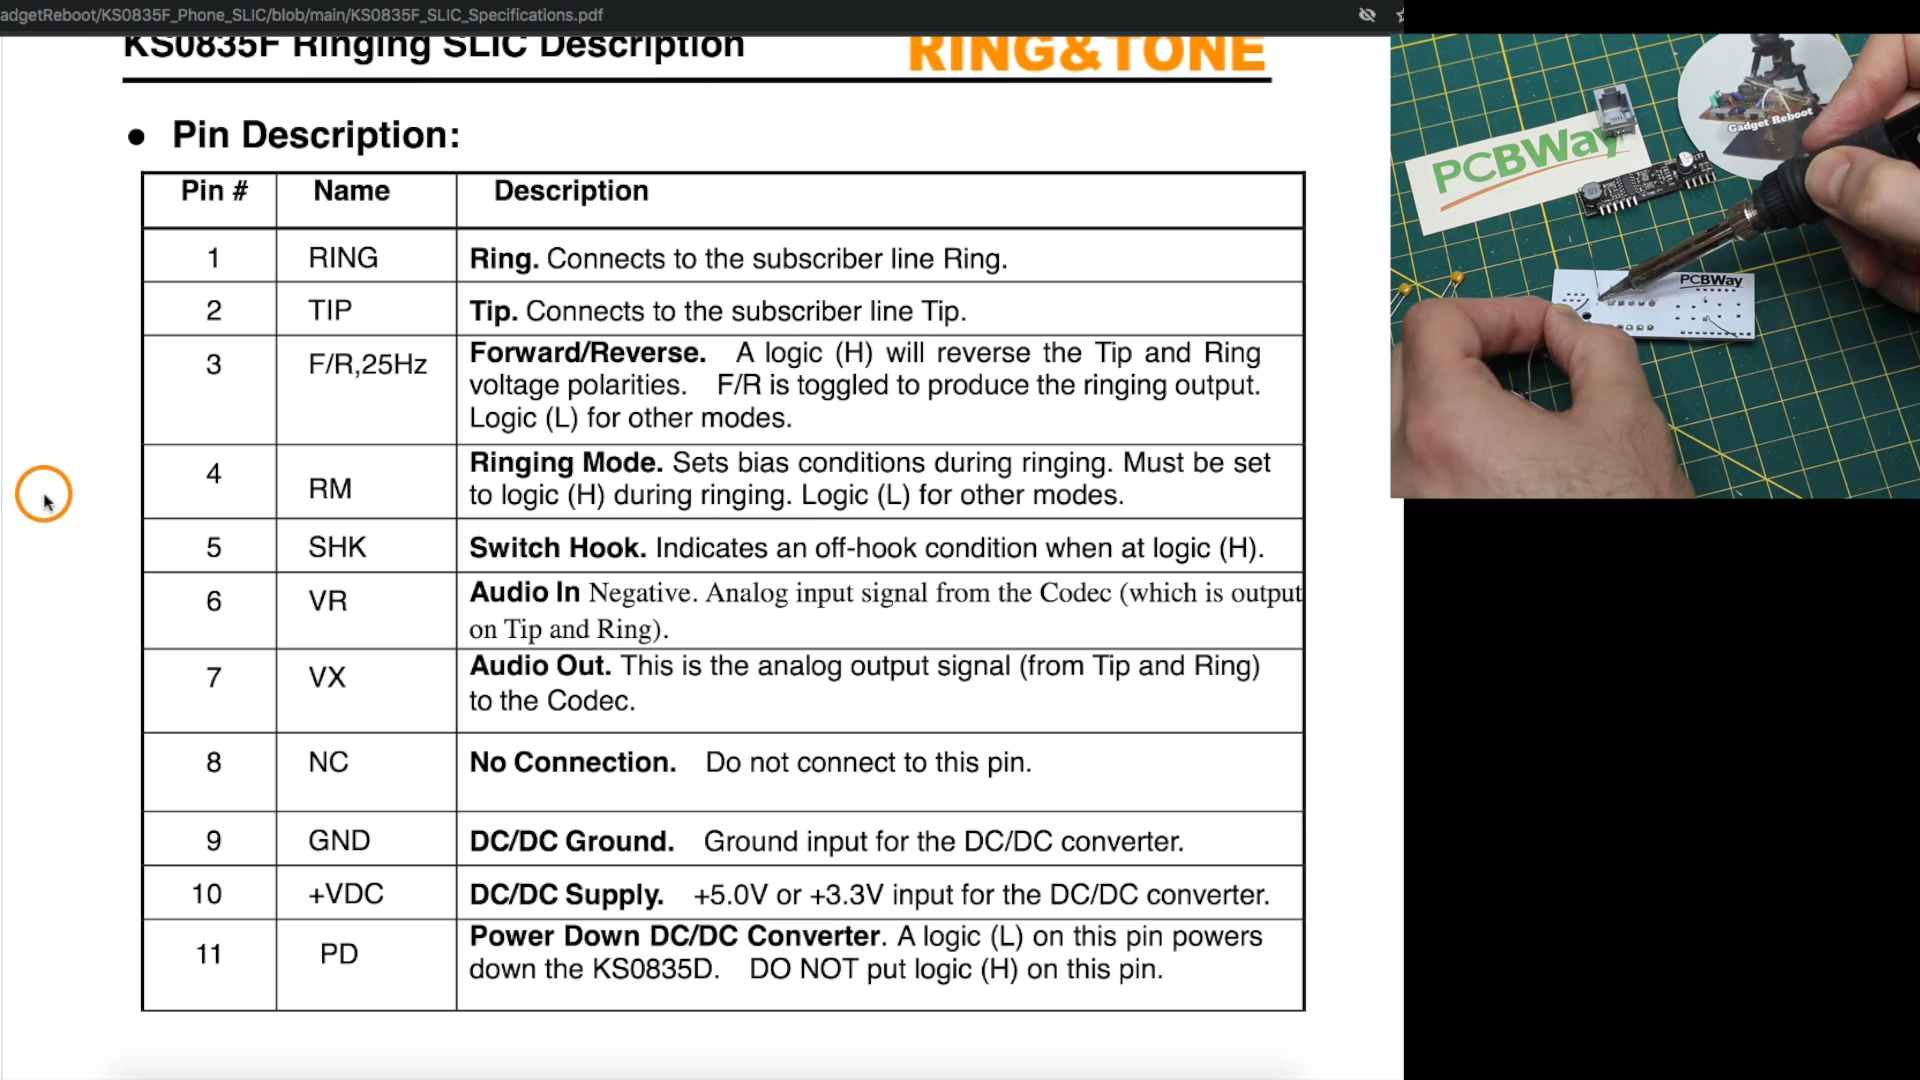 adgetReboot/KS0835F_Phone_SLIC/blob/main/KS0835F_SLIC_Specifications.pdf
KS0835F Ringing SLIC Description
RING&TONE
● Pin Description:
Pin # Name Description
1 RING Ring. Connects to the subscriber line Ring.
2 TIP Tip. Connects to the subscriber line Tip.
3 F/R,25Hz Forward/Reverse. A logic (H) will reverse the Tip and Ring
voltage polarities. F/R is toggled to produce the ringing output.
Logic (L) for other modes.
4 RM Ringing Mode. Sets bias conditions during ringing. Must be set
to logic (H) during ringing. Logic (L) for other modes.
5 SHK Switch Hook. Indicates an off-hook condition when at logic (H).
6 VR Audio In Negative. Analog input signal from the Codec (which is output
on Tip and Ring).
7 VX Audio Out. This is the analog output signal (from Tip and Ring)
to the Codec.
8 NC No Connection. Do not connect to this pin.
9 GND DC/DC Ground. Ground input for the DC/DC converter.
10 +VDC DC/DC Supply. +5.0V or +3.3V input for the DC/DC converter.
11 PD Power Down DC/DC Converter. A logic (L) on this pin powers
down the KS0835D. DO NOT put logic (H) on this pin.
Gadget Reboot
PCBWay
PCBWay